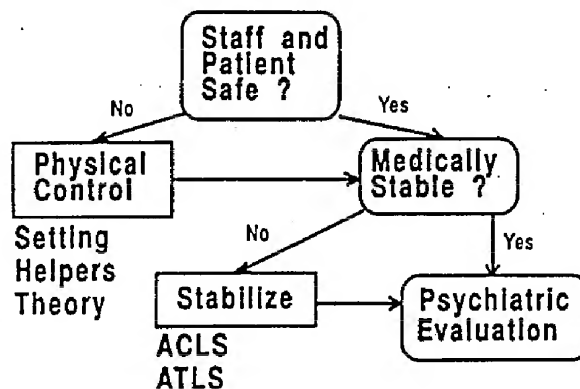 Staff and
Patient
Safe ?
No
Yes
Physical
Control
Medically
Stable ?
Setting
Helpers
Theory
No
Yes
Stabilize
Psychiatric
Evaluation
ACLS
ATLS